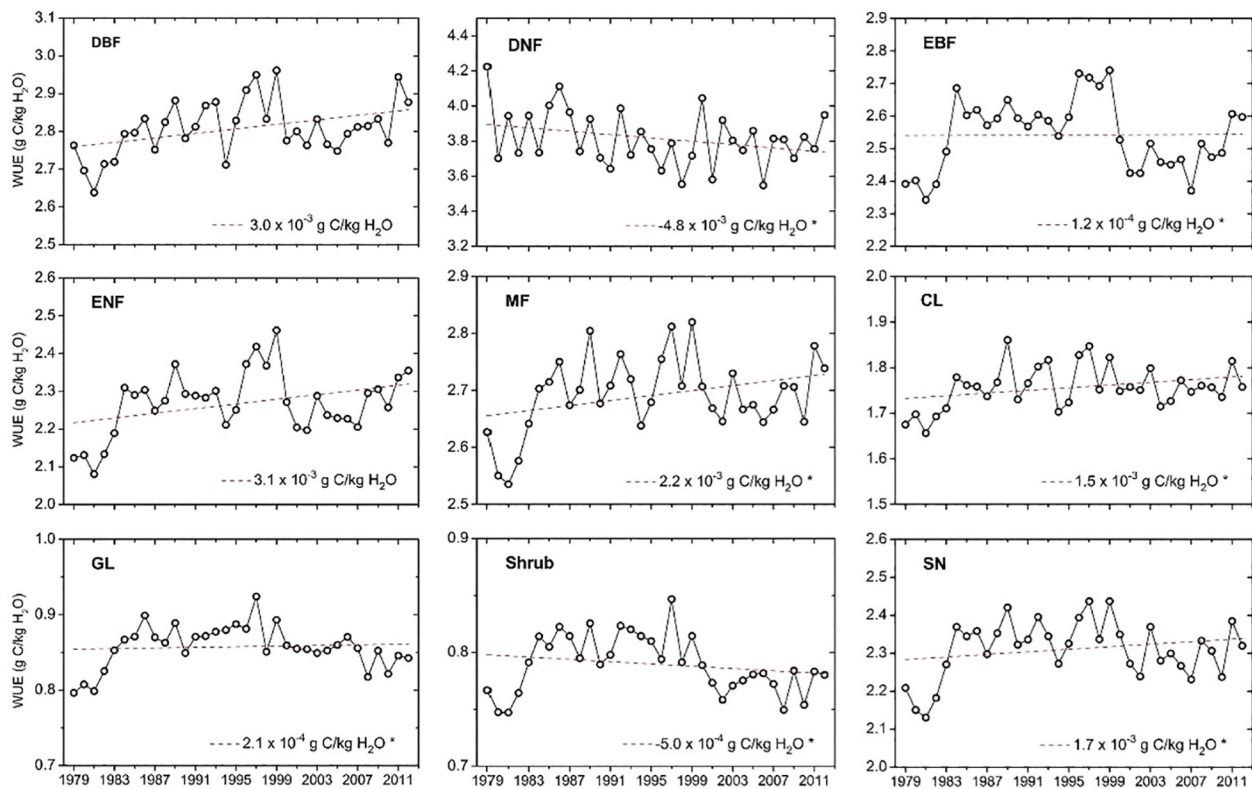 DBF
WUE (g C/kg H₂O)
3.1
3.0
2.9
2.8
2.7
2.6
2.5
3.0 x 10⁻³ g C/kg H₂O
DNF
4.4
4.2
4.0
3.8
3.6
3.4
3.2
-4.8 x 10⁻³ g C/kg H₂O *
EBF
2.9
2.8
2.7
2.6
2.5
2.4
2.3
2.2
1.2 x 10⁻⁴ g C/kg H₂O *
ENF
WUE (g C/kg H₂O)
2.6
2.5
2.4
2.3
2.2
2.1
2.0
3.1 x 10⁻³ g C/kg H₂O
MF
2.9
2.8
2.7
2.6
2.5
2.2 x 10⁻³ g C/kg H₂O *
CL
2.0
1.9
1.8
1.7
1.6
1.5
1.5 x 10⁻³ g C/kg H₂O *
GL
WUE (g C/kg H₂O)
1.0
0.9
0.8
0.7
2.1 x 10⁻⁴ g C/kg H₂O *
1979 1983 1987 1991 1995 1999 2003 2007 2011
Shrub
0.9
0.8
0.7
-5.0 x 10⁻⁴ g C/kg H₂O *
1979 1983 1987 1991 1995 1999 2003 2007 2011
SN
2.6
2.5
2.4
2.3
2.2
2.1
2.0
1.7 x 10⁻³ g C/kg H₂O *
1979 1983 1987 1991 1995 1999 2003 2007 2011